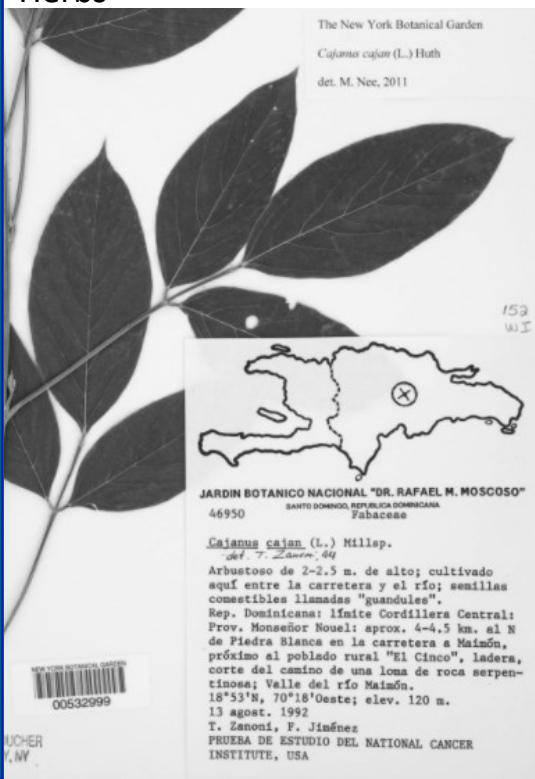 Herbs
The New York Botanical Garden
Cajanus cajan (L.) Huth
det. M. Nee, 2011
152
WI
JARDIN BOTANICO NACIONAL "DR. RAFAEL M. MOSCOSO"
SANTO DOMINGO, REPUBLICA DOMINICANA
46950 Fabaceae
Cajanus cajan (L.) Millsp.
det. T. Zanoni, 94
Arbustoso de 2-2.5 m. de alto; cultivado
aquí entre la carretera y el río; semillas
comestibles llamadas "guandules".
Rep. Dominicana: límite Cordillera Central:
Prov. Monseñor Nouel: aprox. 4-4.5 km. al N
de Piedra Blanca en la carretera a Maimón,
próximo al poblado rural "El Cinco", ladera,
corte del camino de una loma de roca serpen-
tinosa; Valle del río Maimón.
18°53'N, 70°18'Oeste; elev. 120 m.
13 agost. 1992
T. Zanoni, F. Jiménez
PRUEBA DE ESTUDIO DEL NATIONAL CANCER
INSTITUTE, USA
NEW YORK BOTANICAL GARDEN
00532999
UCHER
Y, NY